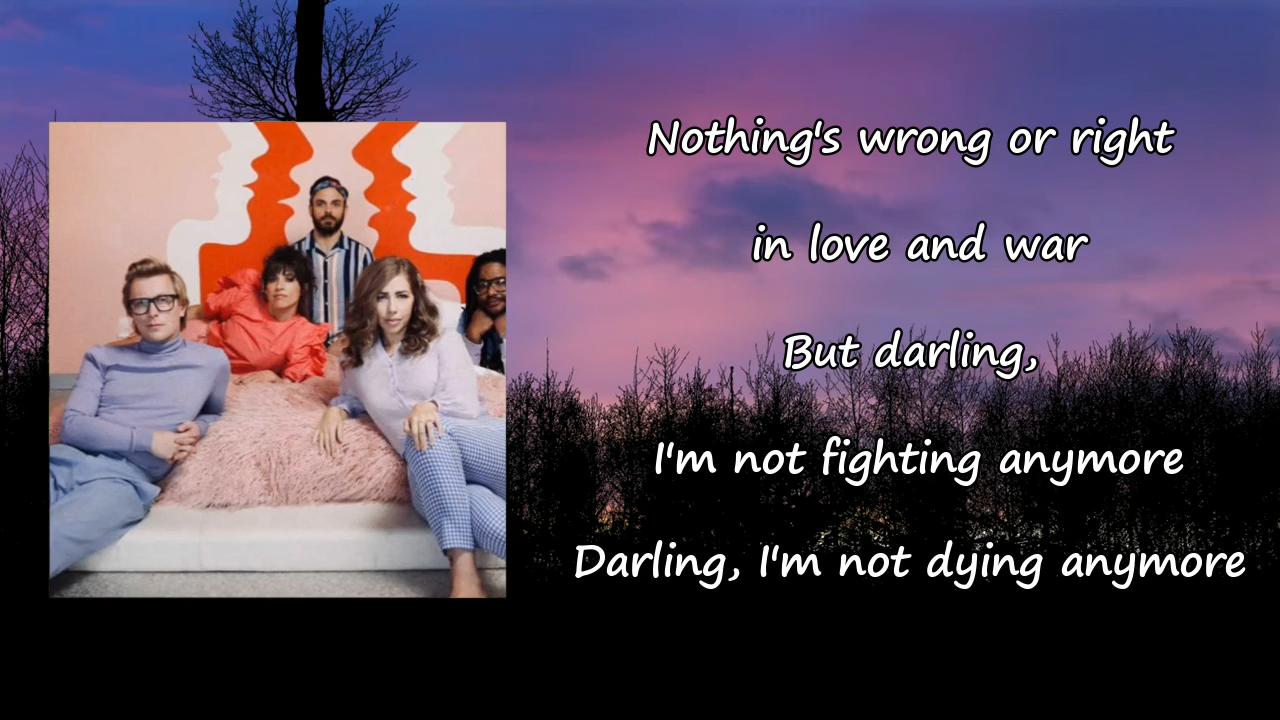 Nothing's wrong or right
in love and war
But darling,
I'm not fighting anymore
Darling, I'm not dying anymore